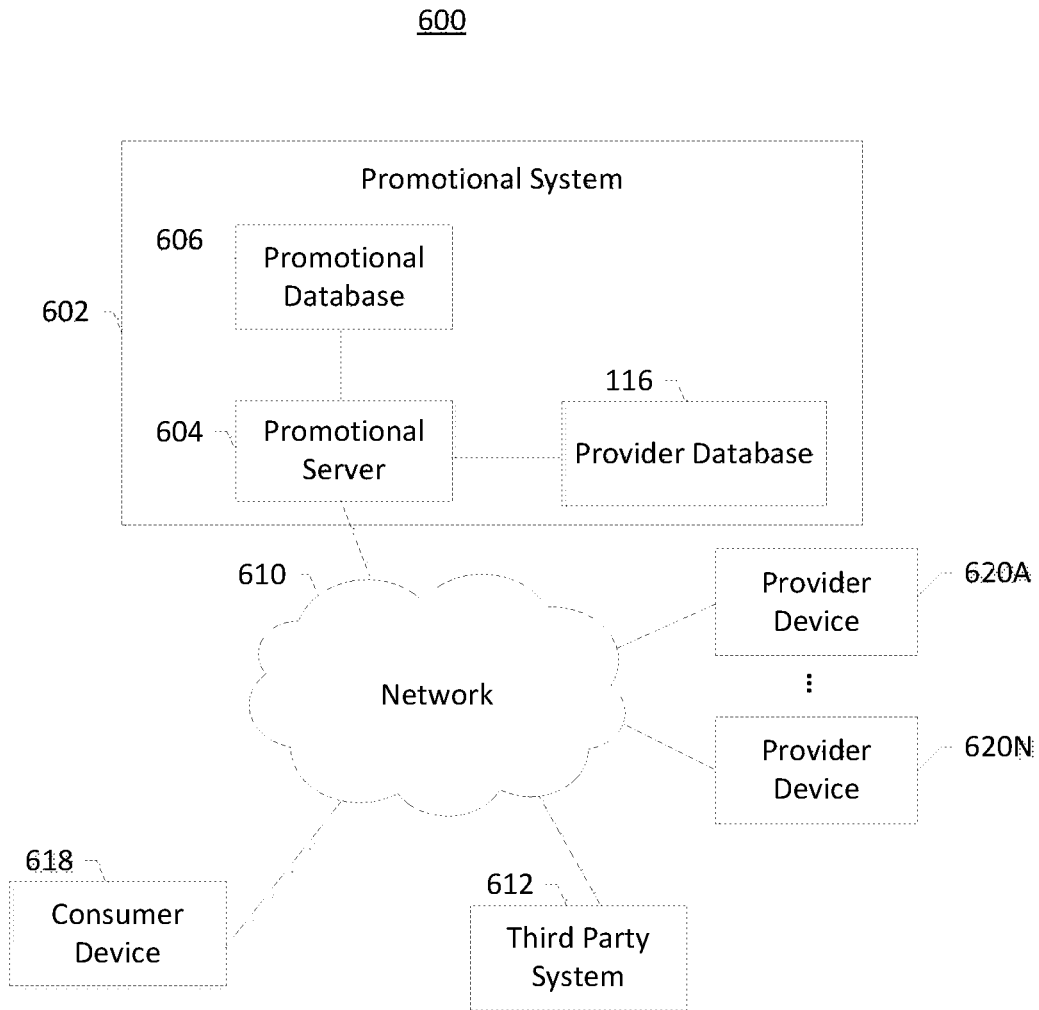 600
Promotional System
606
Promotional
Database
602
116
604
Promotional
Server
Provider Database
610
Provider
Device
620A
Network
...
Provider
Device
620N
618
Consumer
Device
612
Third Party
System